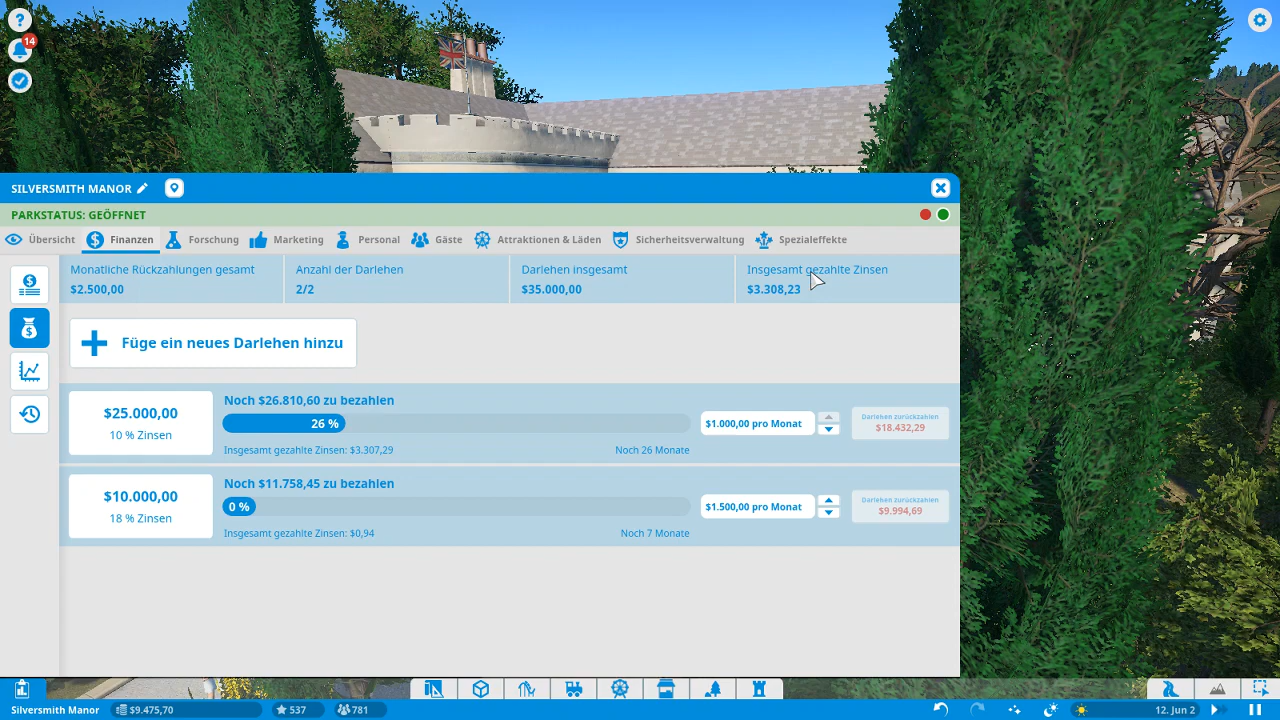 ?
14
SILVERSMITH MANOR
PARKSTATUS: GEÖFFNET
Übersicht
Finanzen
Forschung
Marketing
Personal
Gäste
Attraktionen & Läden
Sicherheitsverwaltung
Spezialeffekte
Monatliche Rückzahlungen gesamt
$2.500,00
Anzahl der Darlehen
2/2
Darlehen insgesamt
$35.000,00
Insgesamt gezahlte Zinsen
$3.308,23
Füge ein neues Darlehen hinzu
$25.000,00
10 % Zinsen
Noch $26.810,60 zu bezahlen
26 %
Insgesamt gezahlte Zinsen: $3.307,29
Noch 26 Monate
$1.000,00 pro Monat
Darlehen zurückzahlen
$18.432,29
$10.000,00
18 % Zinsen
Noch $11.758,45 zu bezahlen
0 %
Insgesamt gezahlte Zinsen: $0,94
Noch 7 Monate
$1.500,00 pro Monat
Darlehen zurückzahlen
$9.994,69
Silversmith Manor
$9.475,70
537
781
12. Jun 2